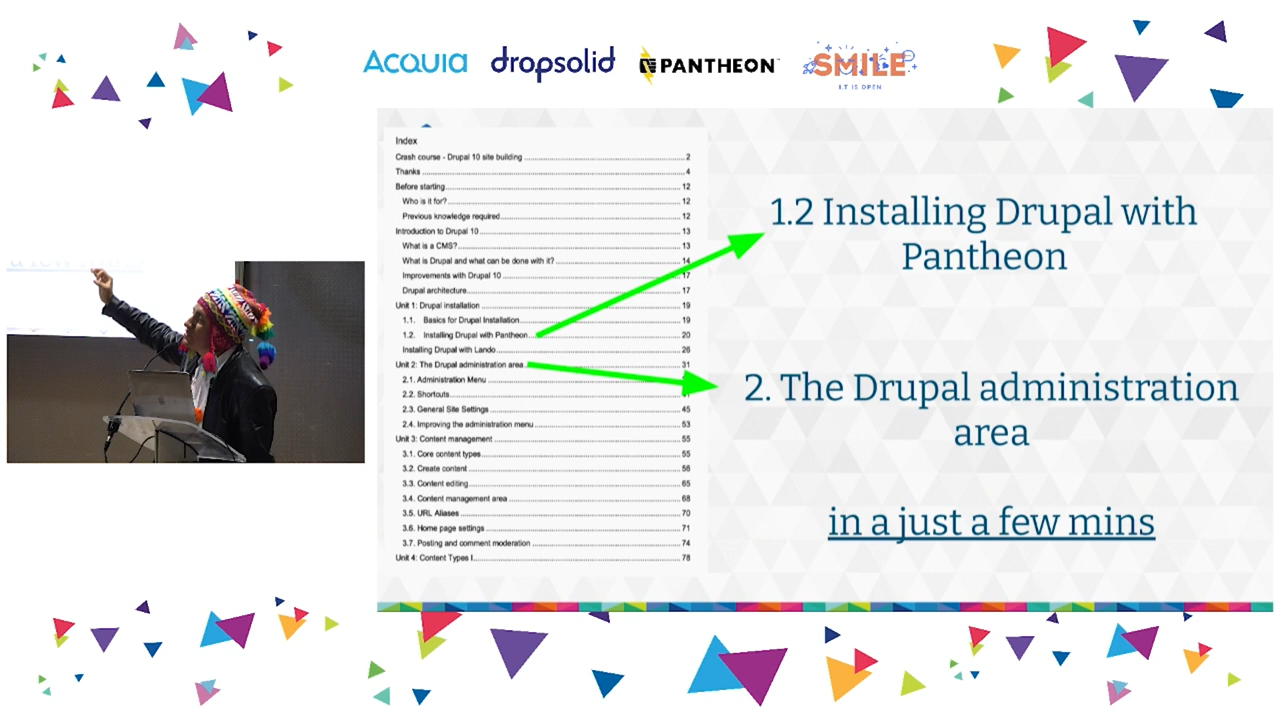 Acquia dropsolid PANTHEON SMILE
I.T IS OPEN
Index
Crash course - Drupal 10 site building 2
Thanks 4
Before starting 12
Who is it for? 12
Previous knowledge required 12
Introduction to Drupal 10 13
What is a CMS? 13
What is Drupal and what can be done with it? 14
Improvements with Drupal 10 17
Drupal architecture 17
Unit 1: Drupal installation 19
1.1. Basics for Drupal Installation 19
1.2. Installing Drupal with Pantheon 20
Installing Drupal with Lando 26
Unit 2: The Drupal administration area 31
2.1. Administration Menu
2.2. Shortcuts
2.3. General Site Settings 45
2.4. Improving the administration menu 53
Unit 3: Content management 55
3.1. Core content types 55
3.2. Create content 56
3.3. Content editing 65
3.4. Content management area 68
3.5. URL Aliases 70
3.6. Home page settings 71
3.7. Posting and comment moderation 74
Unit 4: Content Types I 78
1.2 Installing Drupal with
Pantheon
2. The Drupal administration
area
in a just a few mins